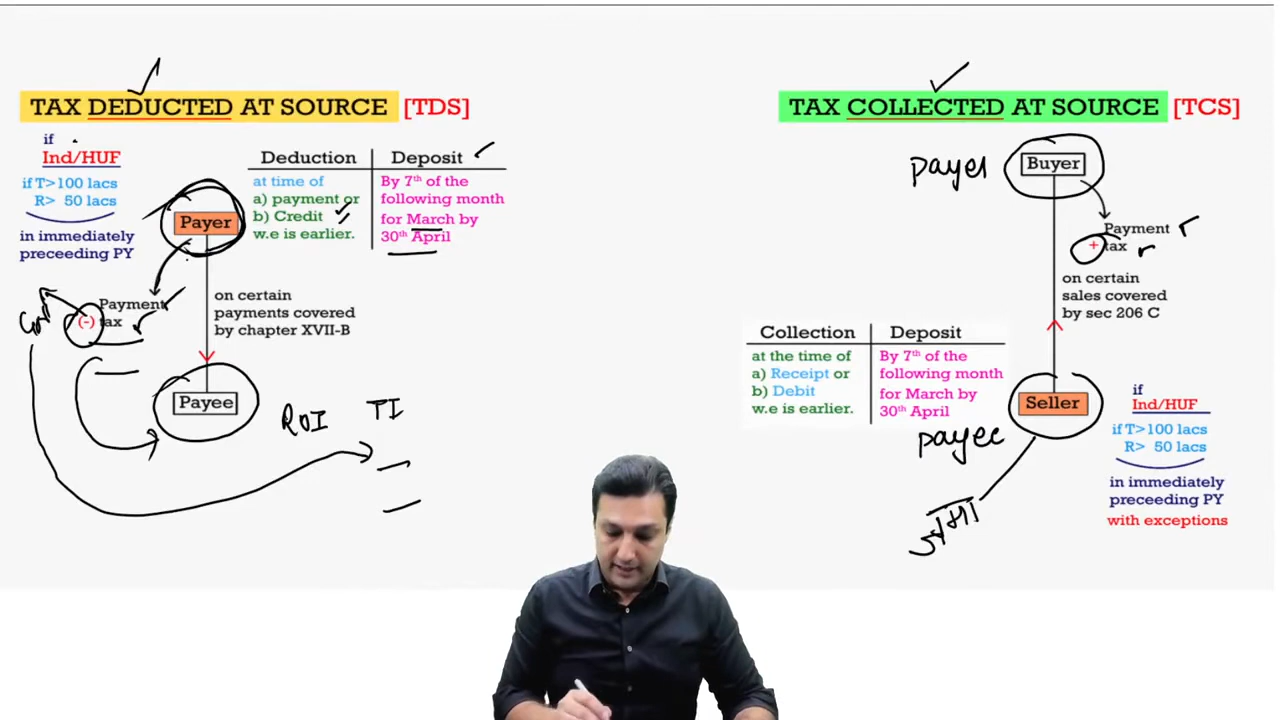 TAX DEDUCTED AT SOURCE [TDS]
if
Ind/HUF
if T>100 lacs
R> 50 lacs
in immediately
preceeding PY
Payer
Deduction
at time of
a) payment or
b) Credit
w.e is earlier.
Deposit
By 7th of the
following month
for March by
30th April
Payment
(-) tax
on certain
payments covered
by chapter XVII-B
Payee
ROI TI
TAX COLLECTED AT SOURCE [TCS]
payer
Buyer
Payment
+ tax
on certain
sales covered
by sec 206 C
Collection
at the time of
a) Receipt or
b) Debit
w.e is earlier.
Deposit
By 7th of the
following month
for March by
30th April
Seller
payee
if
Ind/HUF
if T>100 lacs
R> 50 lacs
in immediately
preceeding PY
with exceptions